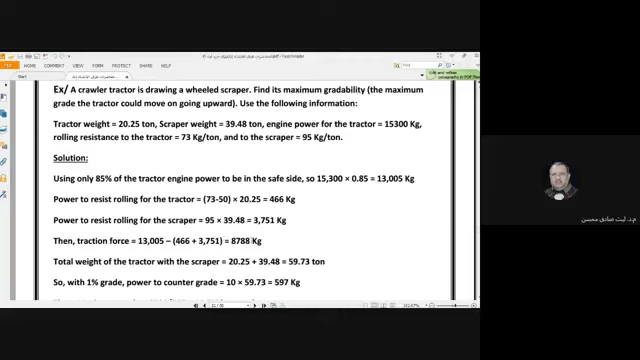 FILE HOME VIEW FORM PROTECT SHARE HELP
Start
Ex/ A crawler tractor is drawing a wheeled scraper. Find its maximum gradability (the maximum
grade the tractor could move on going upward). Use the following information:
Tractor weight = 20.25 ton, Scraper weight = 39.48 ton, engine power for the tractor = 15300 Kg,
rolling resistance to the tractor = 73 Kg/ton, and to the scraper = 95 Kg/ton.
Solution:
Using only 85% of the tractor engine power to be in the safe side, so 15,300 × 0.85 = 13,005 Kg
Power to resist rolling for the tractor = (73-50) × 20.25 = 466 Kg
Power to resist rolling for the scraper = 95 × 39.48 = 3,751 Kg
Then, traction force = 13,005 – (466 + 3,751) = 8788 Kg
Total weight of the tractor with the scraper = 20.25 + 39.48 = 59.73 ton
So, with 1% grade, power to counter grade = 10 × 59.73 = 597 Kg
م.د. ليث صادق محسن